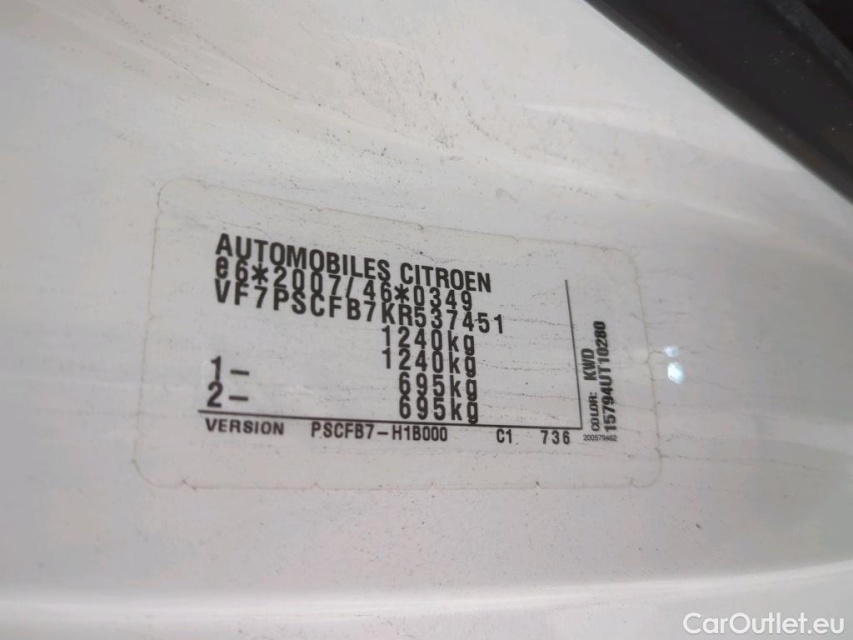 AUTOMOBILES CITROEN
e6*2007/46*0349
VF7PSCFB7KR537451
1240kg
1240kg
1- 695kg
2- 695kg
VERSION PSCFB7-H1B000 C1 736
COLOR: KWD
15794UT10280
200579462
CarOutlet.eu